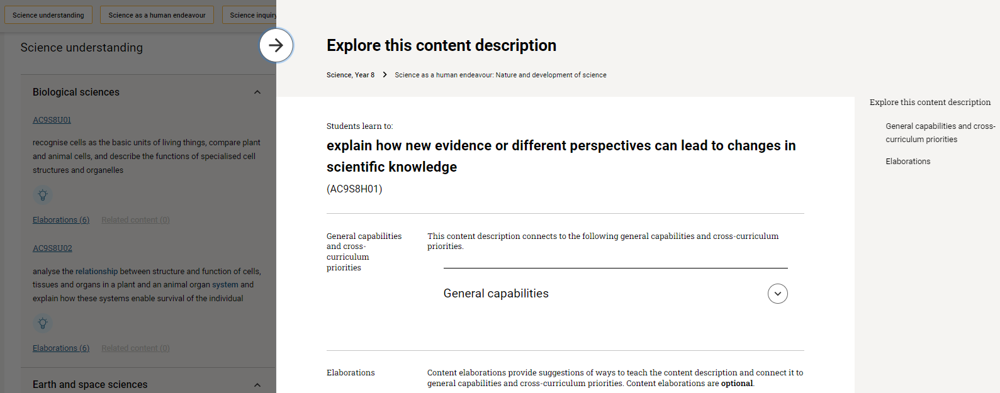 Science understanding
Science as a human endeavour
Science inquiry
Science understanding
Biological sciences
AC9S8U01
recognise cells as the basic units of living things, compare plant
and animal cells, and describe the functions of specialised cell
structures and organelles
Elaborations (6)
Related content (0)
AC9S8U02
analyse the relationship between structure and function of cells,
tissues and organs in a plant and an animal organ system and
explain how these systems enable survival of the individual
Elaborations (6)
Related content (0)
Earth and space sciences
Explore this content description
Science, Year 8
Science as a human endeavour: Nature and development of science
Students learn to:
explain how new evidence or different perspectives can lead to changes in
scientific knowledge
(AC9S8H01)
General capabilities
and cross-
curriculum
priorities
This content description connects to the following general capabilities and cross-curriculum
priorities.
General capabilities
Elaborations
Content elaborations provide suggestions of ways to teach the content description and connect it to
general capabilities and cross-curriculum priorities. Content elaborations are optional.
Explore this content description
General capabilities and cross-
curriculum priorities
Elaborations